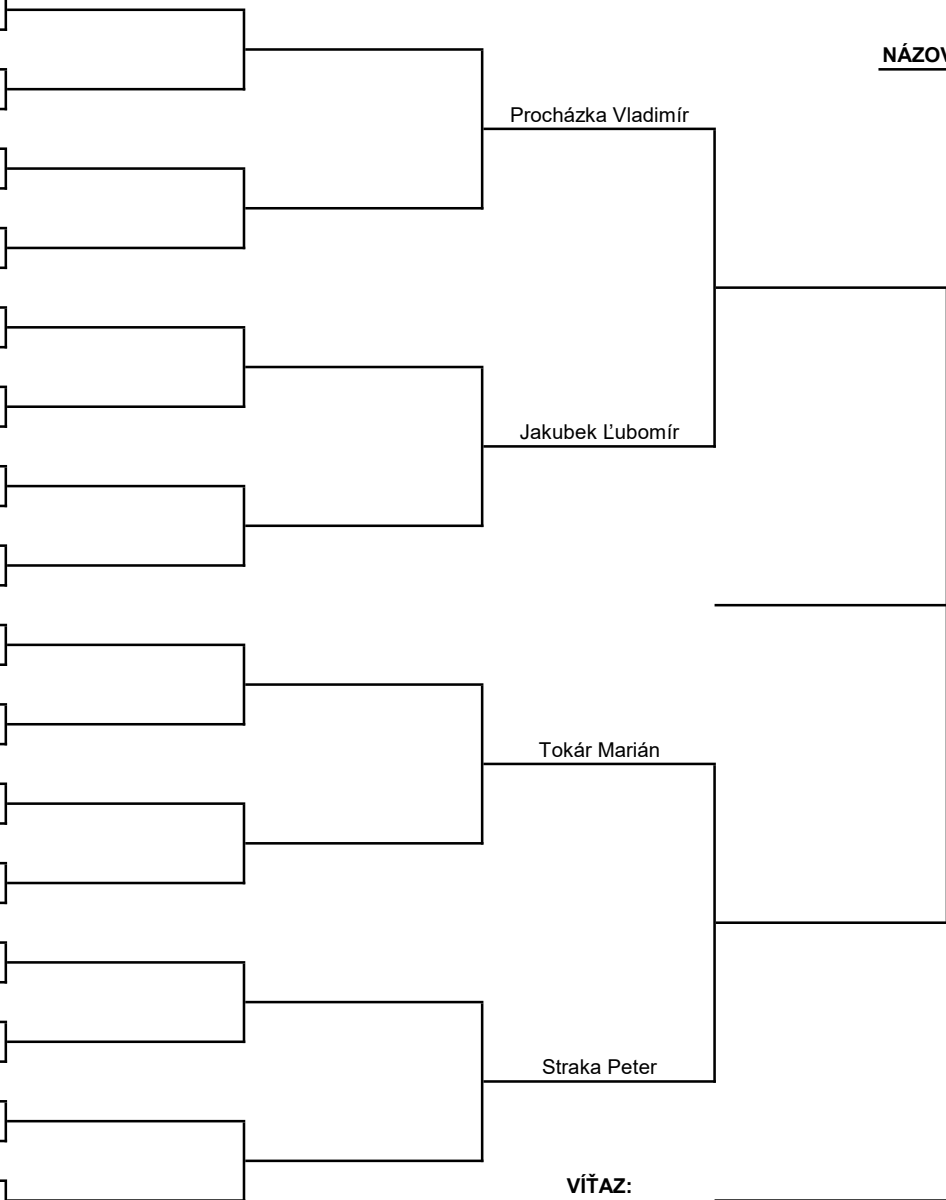 NÁZOV
Procházka Vladimír
Jakubek Ľubomír
Tokár Marián
Straka Peter
VÍŤAZ: